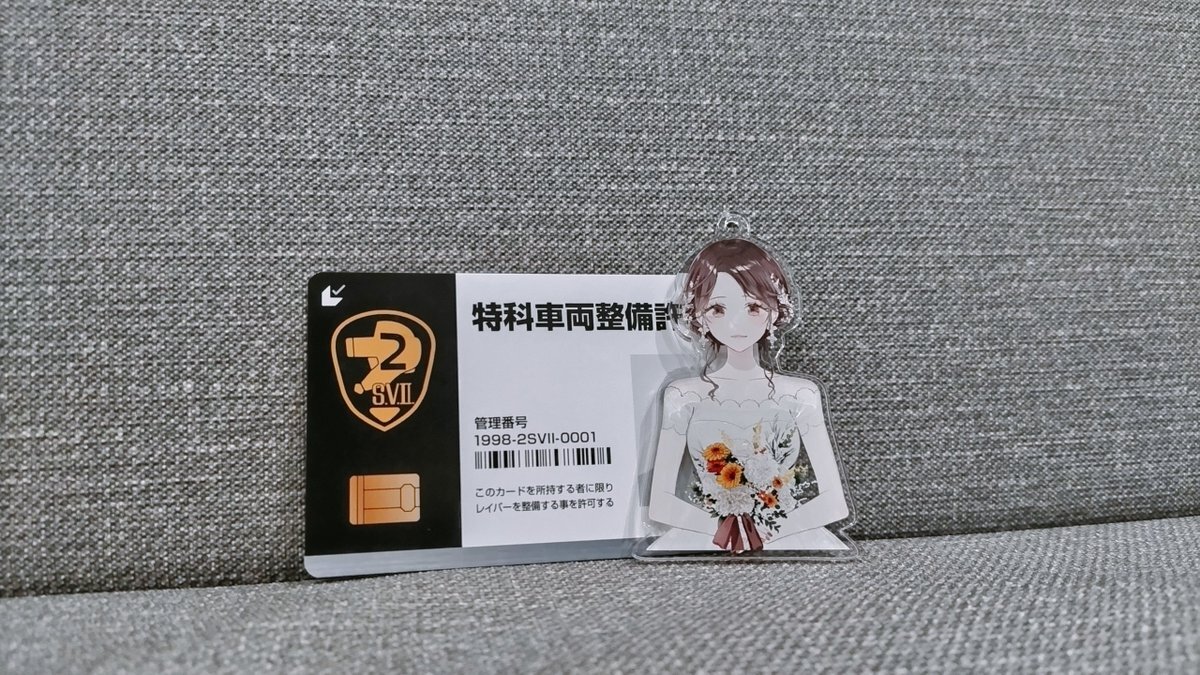 2
S.V.II.
特科車両整備許
管理番号
1998-2SVII-0001
このカードを所持する者に限り
レイバーを整備する事を許可する